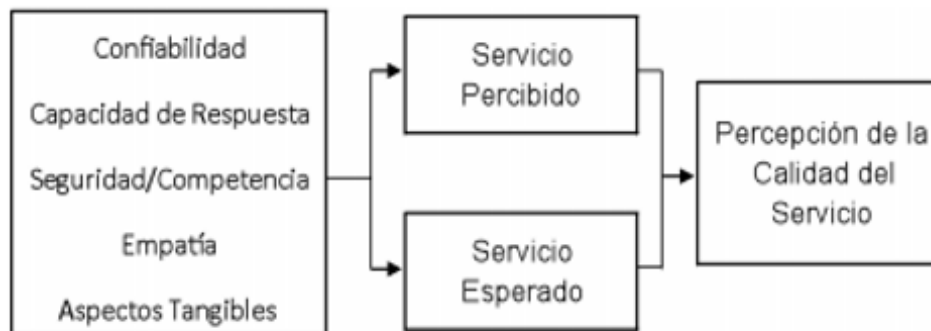 Confiabilidad
Capacidad de Respuesta
Seguridad/Competencia
Empatía
Aspectos Tangibles
Servicio
Percibido
Servicio
Esperado
Percepción de la
Calidad del
Servicio